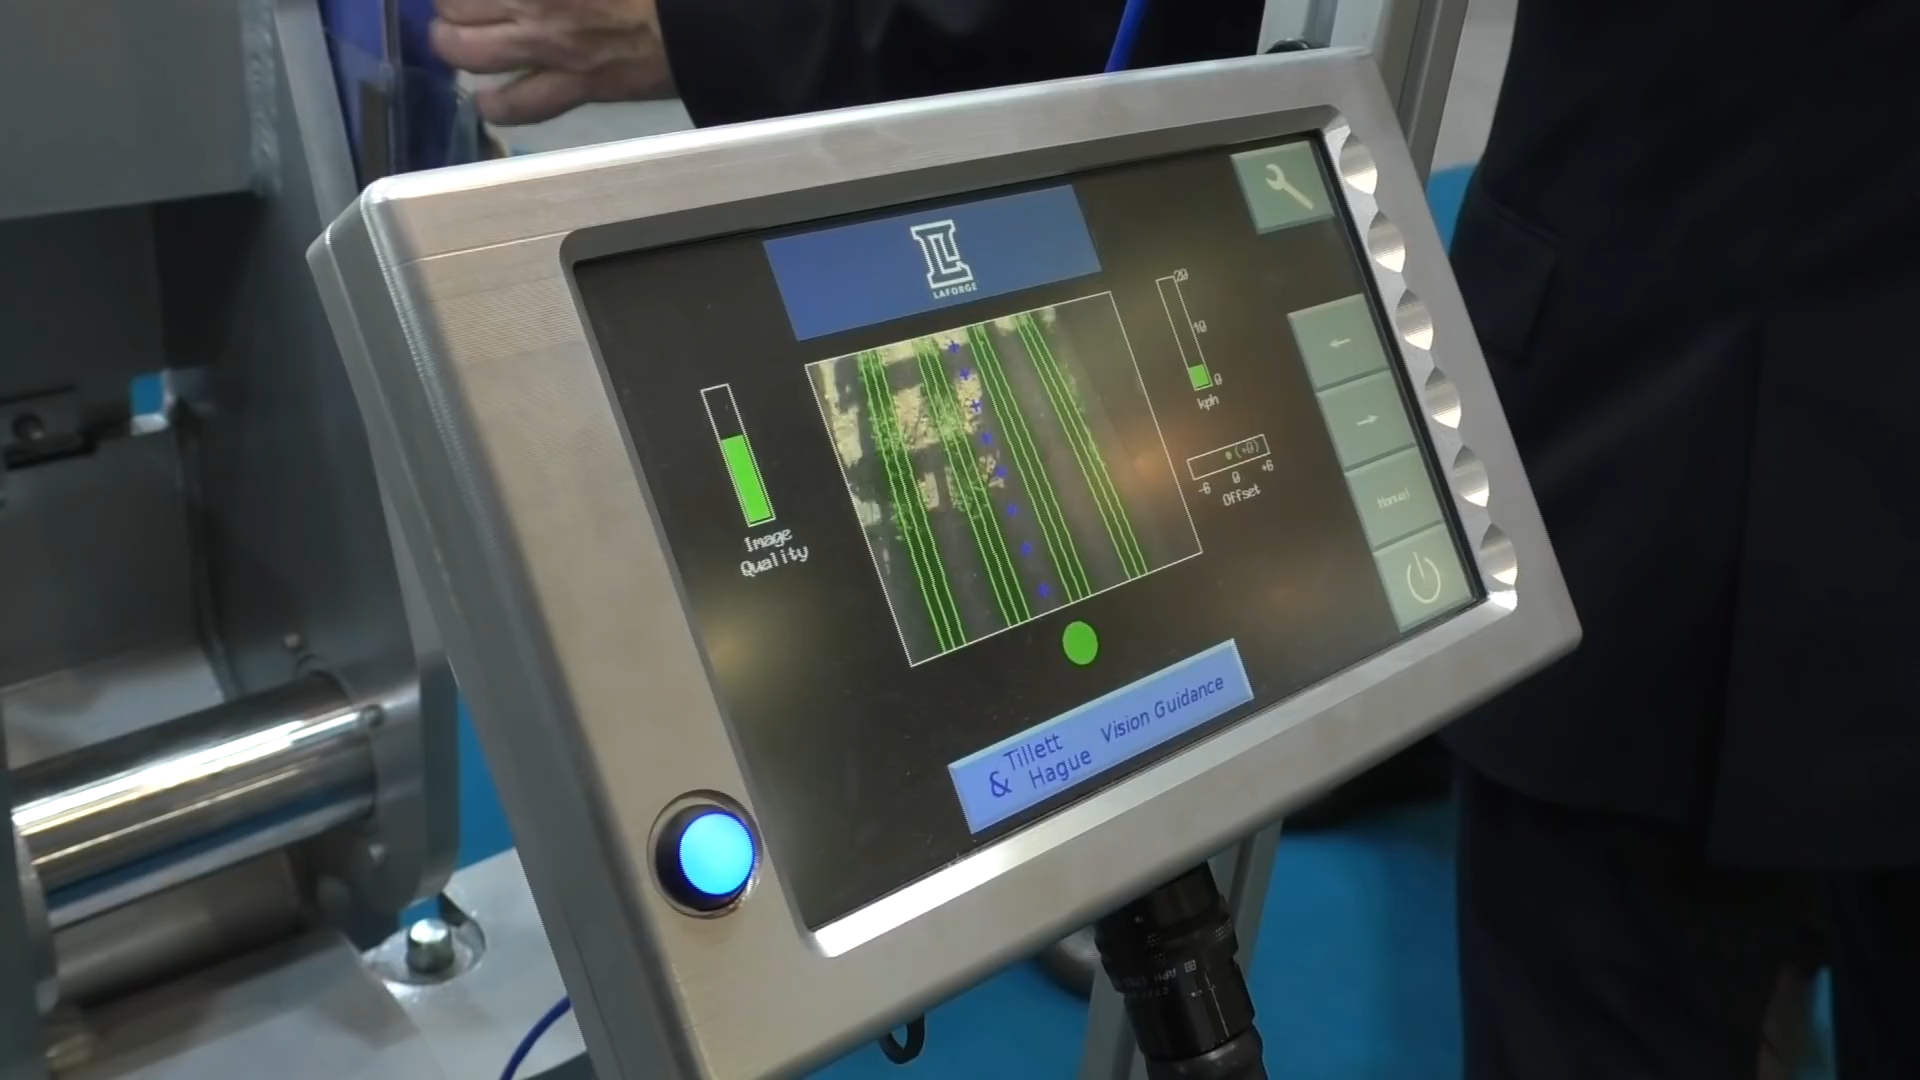 LAFORGE
20
10
0
kph
Image
Quality
(+0)
-6 0 +6
Offset
Manual
Tillett
& Hague Vision Guidance